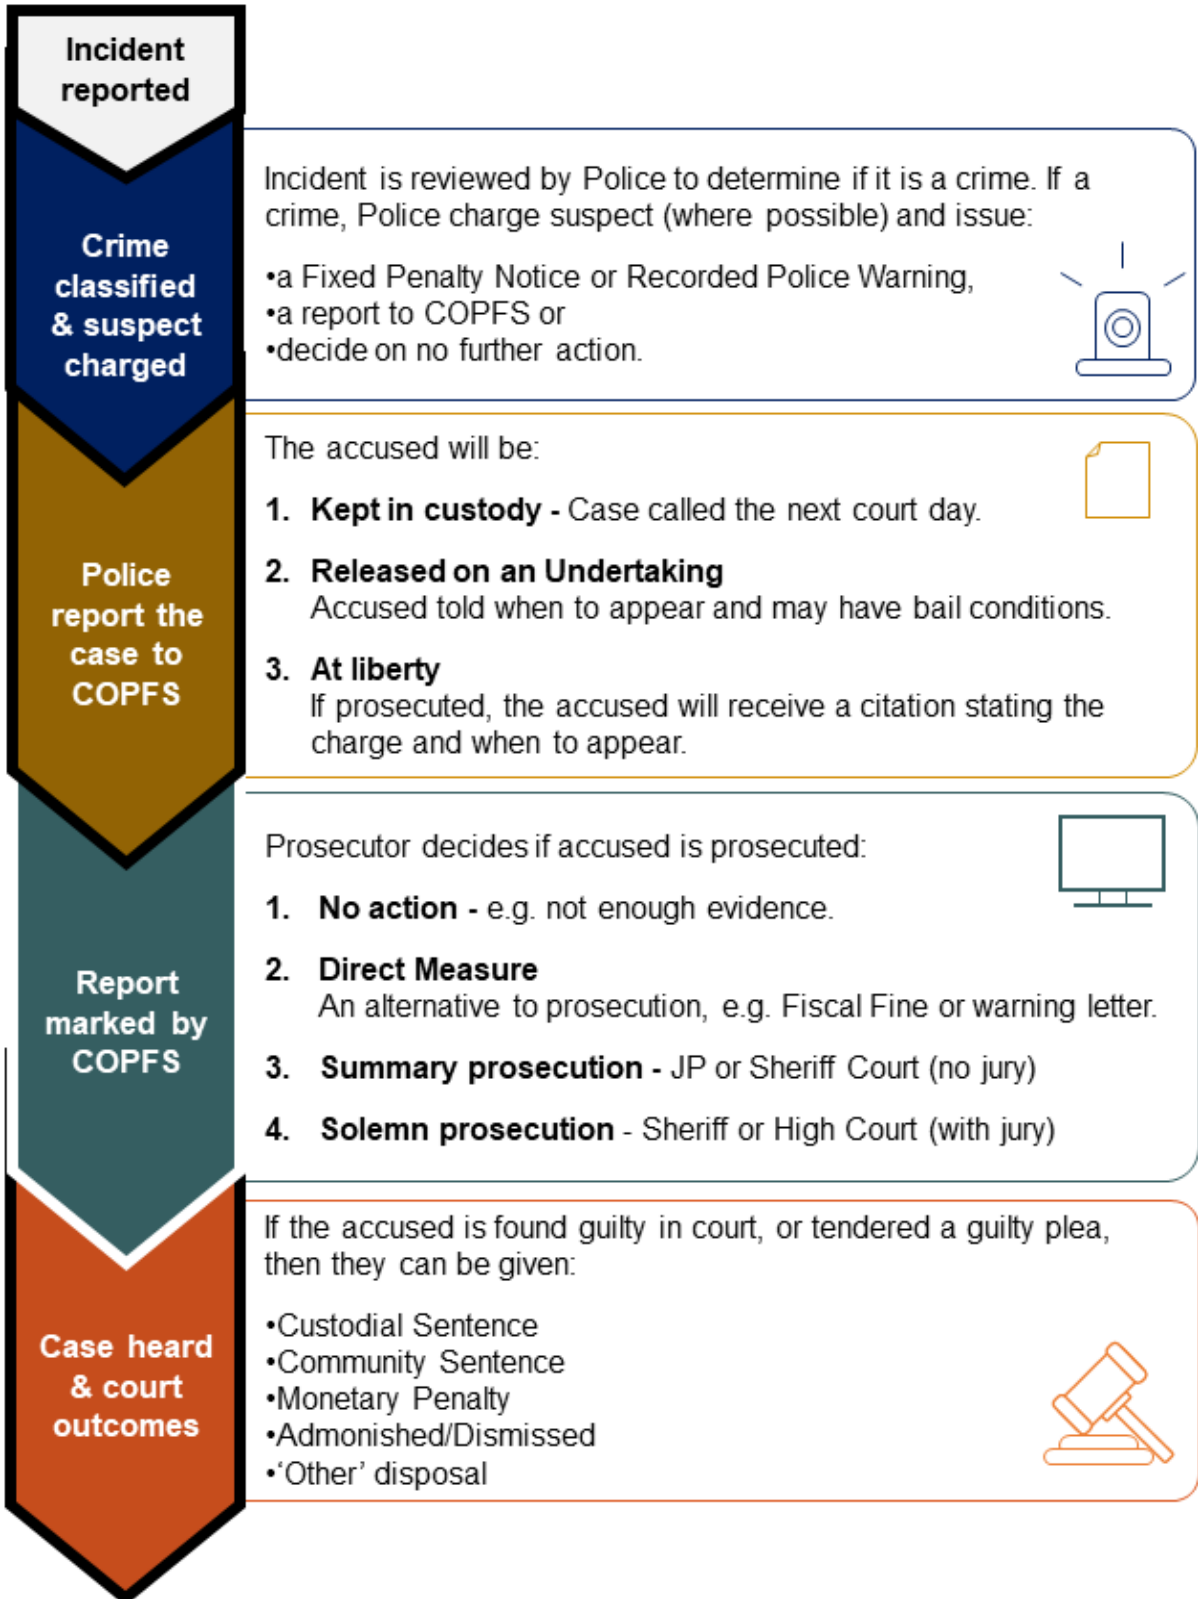 Incident
reported
Incident is reviewed by Police to determine if it is a crime. If a
crime, Police charge suspect (where possible) and issue:
•a Fixed Penalty Notice or Recorded Police Warning,
•a report to COPFS or
•decide on no further action.
Crime
classified
& suspect
charged
The accused will be:
1. Kept in custody - Case called the next court day.
2. Released on an Undertaking
Accused told when to appear and may have bail conditions.
3. At liberty
If prosecuted, the accused will receive a citation stating the
charge and when to appear.
Police
report the
case to
COPFS
Prosecutor decides if accused is prosecuted:
1. No action - e.g. not enough evidence.
2. Direct Measure
An alternative to prosecution, e.g. Fiscal Fine or warning letter.
3. Summary prosecution - JP or Sheriff Court (no jury)
4. Solemn prosecution - Sheriff or High Court (with jury)
Report
marked by
COPFS
If the accused is found guilty in court, or tendered a guilty plea,
then they can be given:
•Custodial Sentence
•Community Sentence
•Monetary Penalty
•Admonished/Dismissed
•‘Other’ disposal
Case heard
& court
outcomes